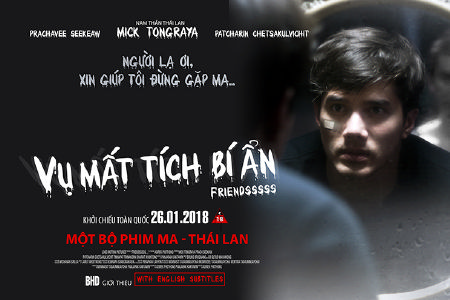 NAM THẦN THÁI LAN
PRACHAVEE SEEKEAW MICK TONGRAYA PATCHARIN CHETSAKULVICHIT
NGƯỜI LẠ ƠI,
XIN GIÚP TÔI ĐỪNG GẶP MA...
VỤ MẤT TÍCH BÍ ẨN
FRIENDSSSSS
KHỞI CHIẾU TOÀN QUỐC 26.01.2018
MỘT BỘ PHIM MA - THÁI LAN
BHD GIỚI THIỆU WITH ENGLISH SUBTITLES